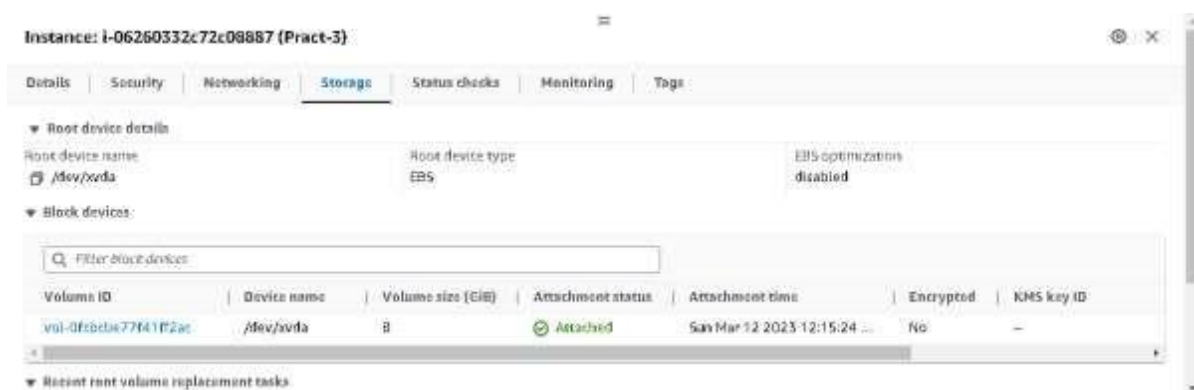 Instance: i-06260332c72c08887 (Pract-3)
Details Security Networking Storage Status checks Monitoring Tags
Root device details
Root device name Root device type EBS optimization
/dev/xvda EBS disabled
Block devices
Filter block devices
Volume ID Device name Volume size (GiB) Attachment status Attachment time Encrypted KMS key ID
/dev/xvda 8 Attached Sun Mar 12 2023 12:15:24 ... No –
Recent root volume replacement tasks